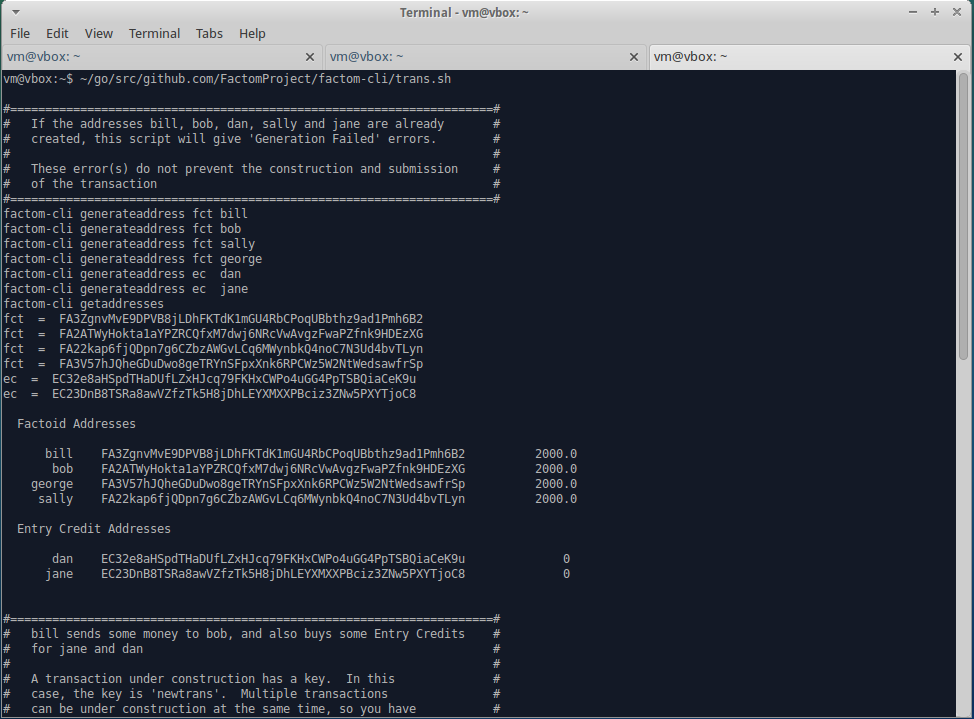 Terminal - vm@vbox: ~
File Edit View Terminal Tabs Help
vm@vbox: ~ vm@vbox: ~ vm@vbox: ~
vm@vbox:~$ ~/go/src/github.com/FactomProject/factom-cli/trans.sh
#=====================================================================#
# If the addresses bill, bob, dan, sally and jane are already #
# created, this script will give 'Generation Failed' errors. #
# #
# These error(s) do not prevent the construction and submission #
# of the transaction #
#=====================================================================#
factom-cli generateaddress fct bill
factom-cli generateaddress fct bob
factom-cli generateaddress fct sally
factom-cli generateaddress fct george
factom-cli generateaddress ec dan
factom-cli generateaddress ec jane
factom-cli getaddresses
fct = FA3ZgnvMvE9DPVB8jLDhFKTdK1mGU4RbCPoqUBbthz9ad1Pmh6B2
fct = FA2ATWyHokta1aYPZRCQfxM7dwj6NRcVwAvgzFwaPZfnk9HDEzXG
fct = FA22kap6fjQDpn7g6CZbzAWGvLCq6MWynbkQ4noC7N3Ud4bvTLyn
fct = FA3V57hJQheGDuDwo8geTRYnSFpxXnk6RPCWz5W2NtWedsawfrSp
ec = EC32e8aHSpdTHaDUfLZxHJcq79FKHxCWPo4uGG4PpTSBQiaCeK9u
ec = EC23DnB8TSRa8awVZfzTk5H8jDhLEYXMXXPBciz3ZNw5PXYTjoC8
Factoid Addresses
bill FA3ZgnvMvE9DPVB8jLDhFKTdK1mGU4RbCPoqUBbthz9ad1Pmh6B2 2000.0
bob FA2ATWyHokta1aYPZRCQfxM7dwj6NRcVwAvgzFwaPZfnk9HDEzXG 2000.0
george FA3V57hJQheGDuDwo8geTRYnSFpxXnk6RPCWz5W2NtWedsawfrSp 2000.0
sally FA22kap6fjQDpn7g6CZbzAWGvLCq6MWynbkQ4noC7N3Ud4bvTLyn 2000.0
Entry Credit Addresses
dan EC32e8aHSpdTHaDUfLZxHJcq79FKHxCWPo4uGG4PpTSBQiaCeK9u 0
jane EC23DnB8TSRa8awVZfzTk5H8jDhLEYXMXXPBciz3ZNw5PXYTjoC8 0
#=====================================================================#
# bill sends some money to bob, and also buys some Entry Credits #
# for jane and dan #
# #
# A transaction under construction has a key. In this #
# case, the key is 'newtrans'. Multiple transactions #
# can be under construction at the same time, so you have #